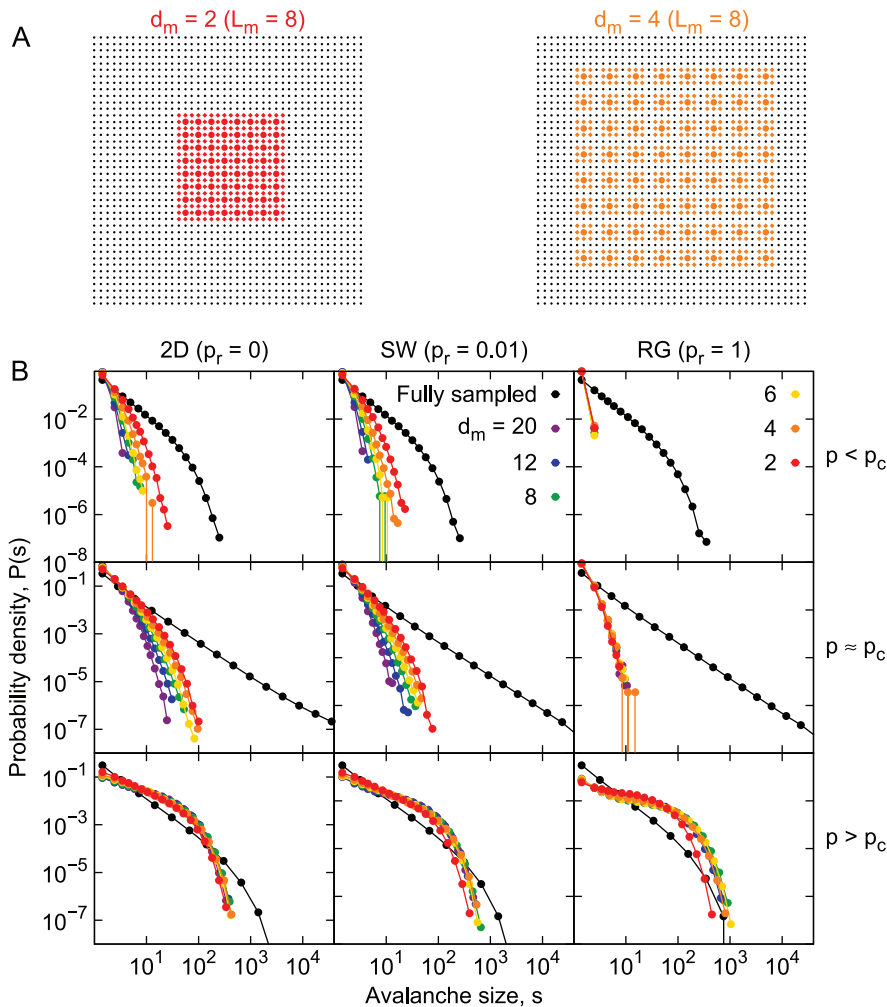 A
d_m = 2 (L_m = 8)
d_m = 4 (L_m = 8)
B
2D (p_r = 0)
SW (p_r = 0.01)
RG (p_r = 1)
Fully sampled
d_m = 20
12
8
6
4
2
10^−2
10^−4
10^−6
10^−8
p < p_c
10^−1
10^−3
10^−5
10^−7
p ≈ p_c
10^−1
10^−3
10^−5
10^−7
p > p_c
Probability density, P(s)
10^1 10^2 10^3 10^4
10^1 10^2 10^3 10^4
10^1 10^2 10^3 10^4
Avalanche size, s